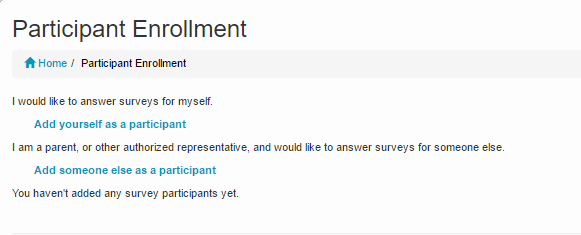 Participant Enrollment
Home / Participant Enrollment
I would like to answer surveys for myself.
Add yourself as a participant
I am a parent, or other authorized representative, and would like to answer surveys for someone else.
Add someone else as a participant
You haven't added any survey participants yet.